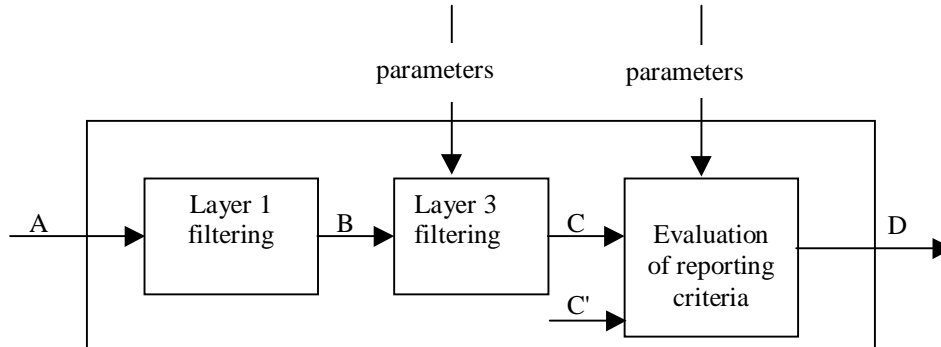 parameters
parameters
A
Layer 1
filtering
B
Layer 3
filtering
C
C'
Evaluation
of reporting
criteria
D